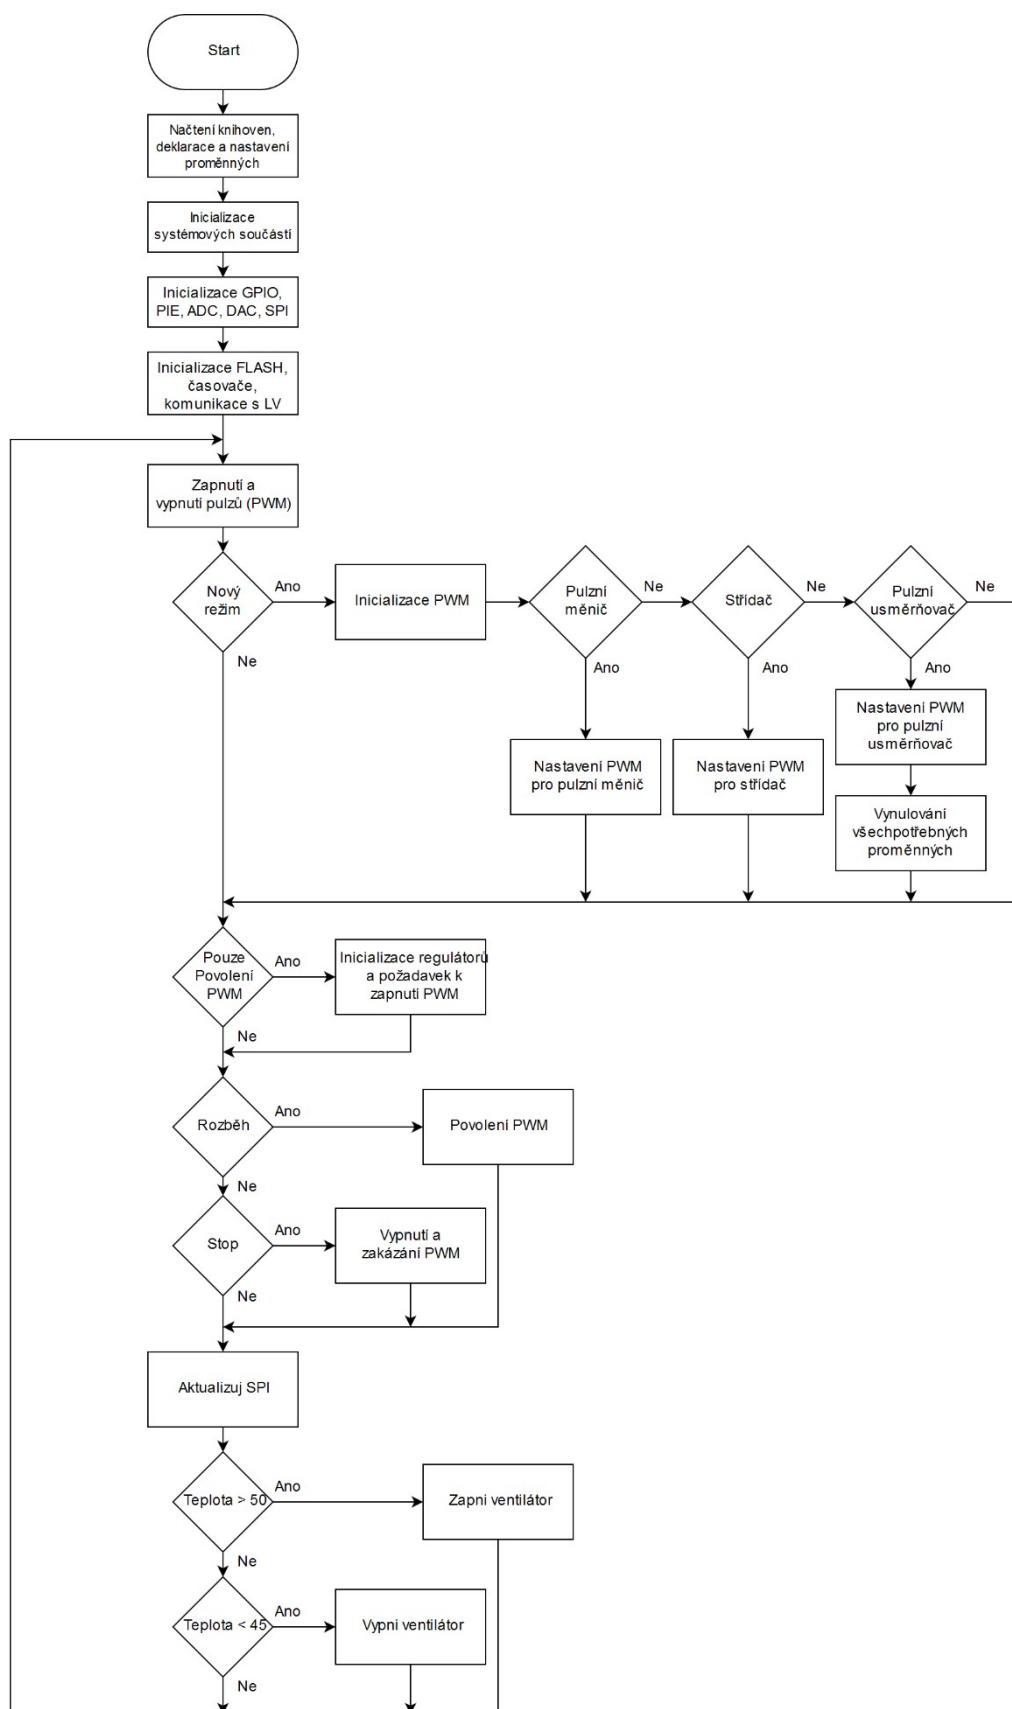 Start
Načtení knihoven,
deklarace a nastavení
proměnných
Inicializace
systémových součástí
Inicializace GPIO,
PIE, ADC, DAC, SPI
Inicializace FLASH,
časovače,
komunikace s LV
Zapnutí a
vypnutí pulzů (PWM)
Nový
režim
Ano
Ne
Inicializace PWM
Pulzní
měnič
Ne
Ano
Střídač
Ne
Ano
Pulzní
usměrňovač
Ne
Ano
Nastavení PWM
pro pulzní měnič
Nastavení PWM
pro střídač
Nastavení PWM
pro pulzní
usměrňovač
Vynulování
všechpotřebných
proměnných
Pouze
Povolení
PWM
Ano
Ne
Inicializace regulátorů
a požadavek k
zapnutí PWM
Rozběh
Ano
Ne
Povolení PWM
Stop
Ano
Ne
Vypnutí a
zakázání PWM
Aktualizuj SPI
Teplota > 50
Ano
Ne
Zapni ventilátor
Teplota < 45
Ano
Ne
Vypni ventilátor